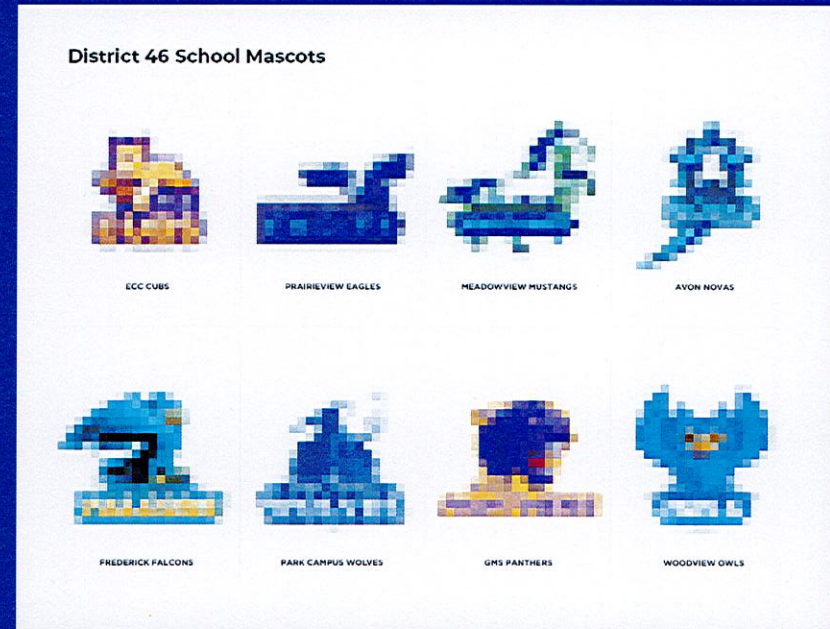 District 46 School Mascots
ECC CUBS
PRAIRIEVIEW EAGLES
MEADOWVIEW MUSTANGS
AVON NOVAS
FREDERICK FALCONS
PARK CAMPUS WOLVES
GMS PANTHERS
WOODVIEW OWLS